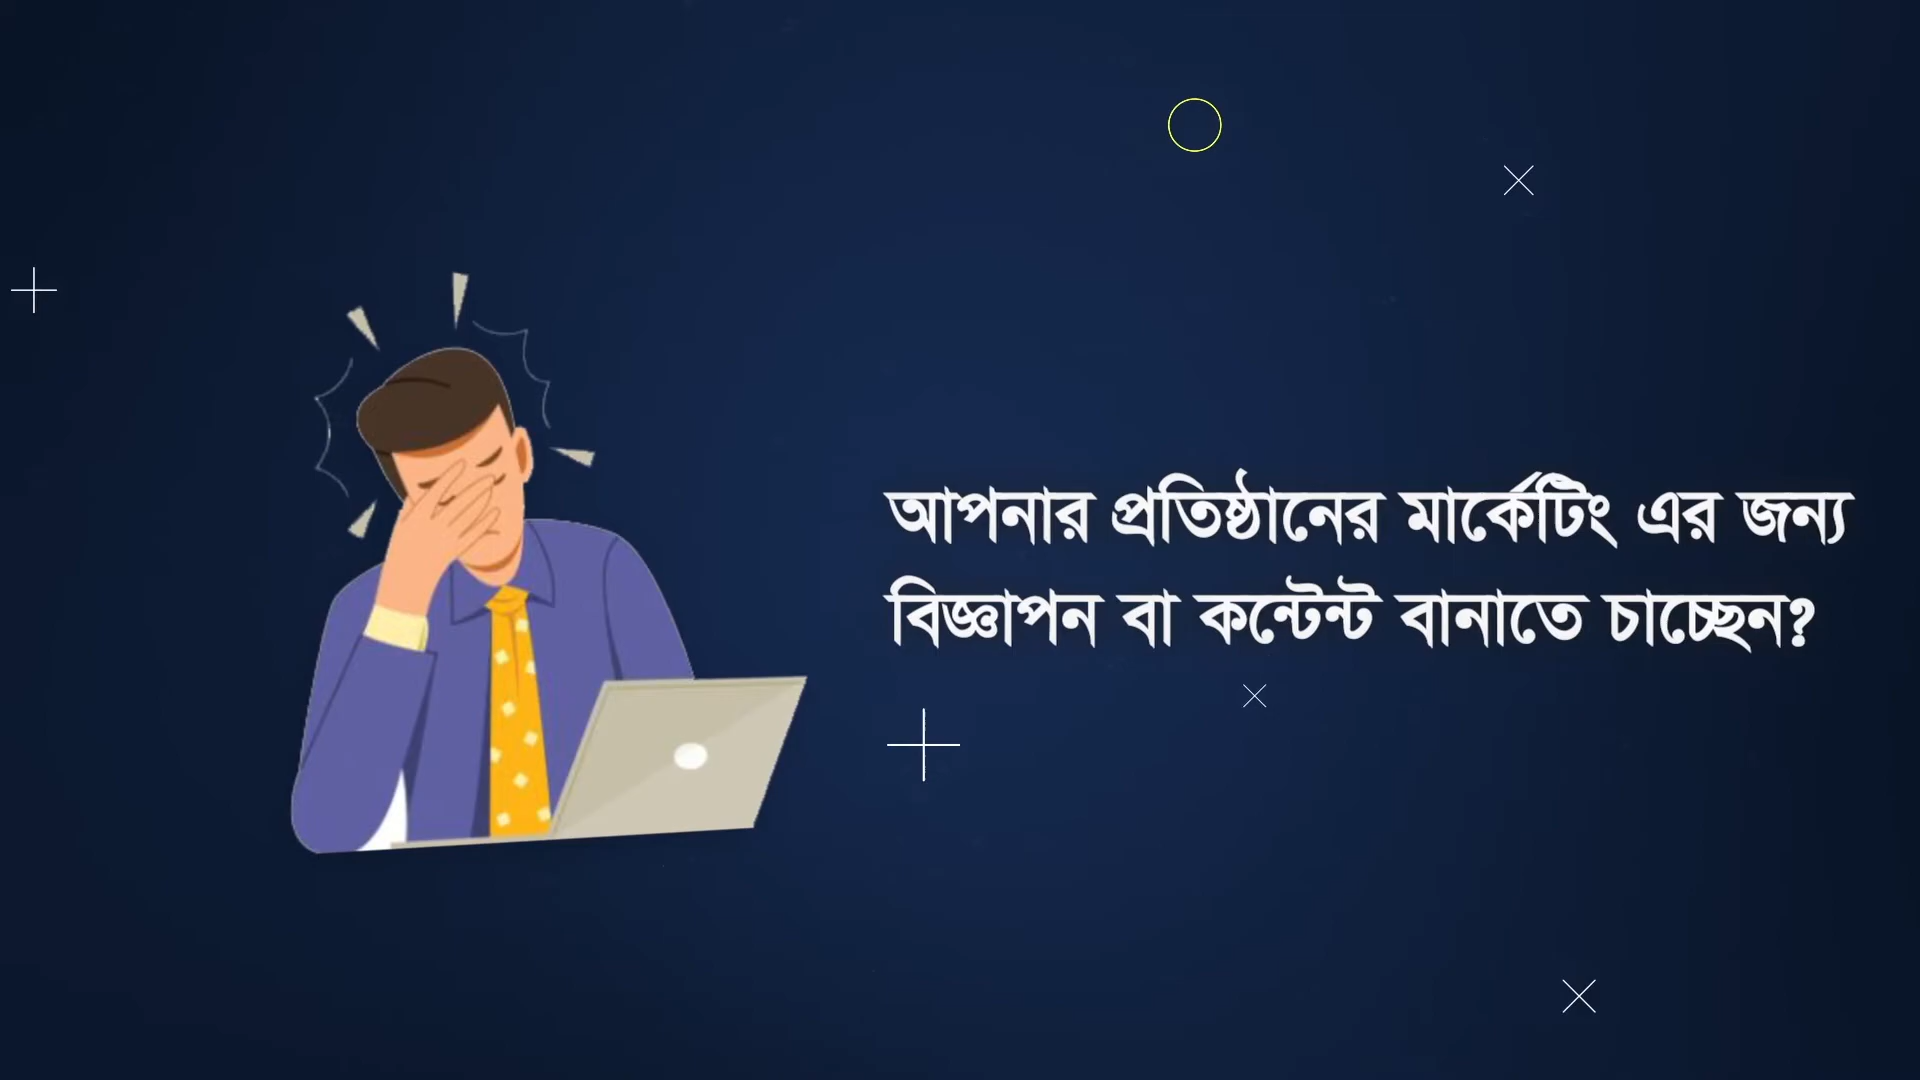 আপনার প্রতিষ্ঠানের মার্কেটিং এর জন্য
বিজ্ঞাপন বা কন্টেন্ট বানাতে চাচ্ছেন?